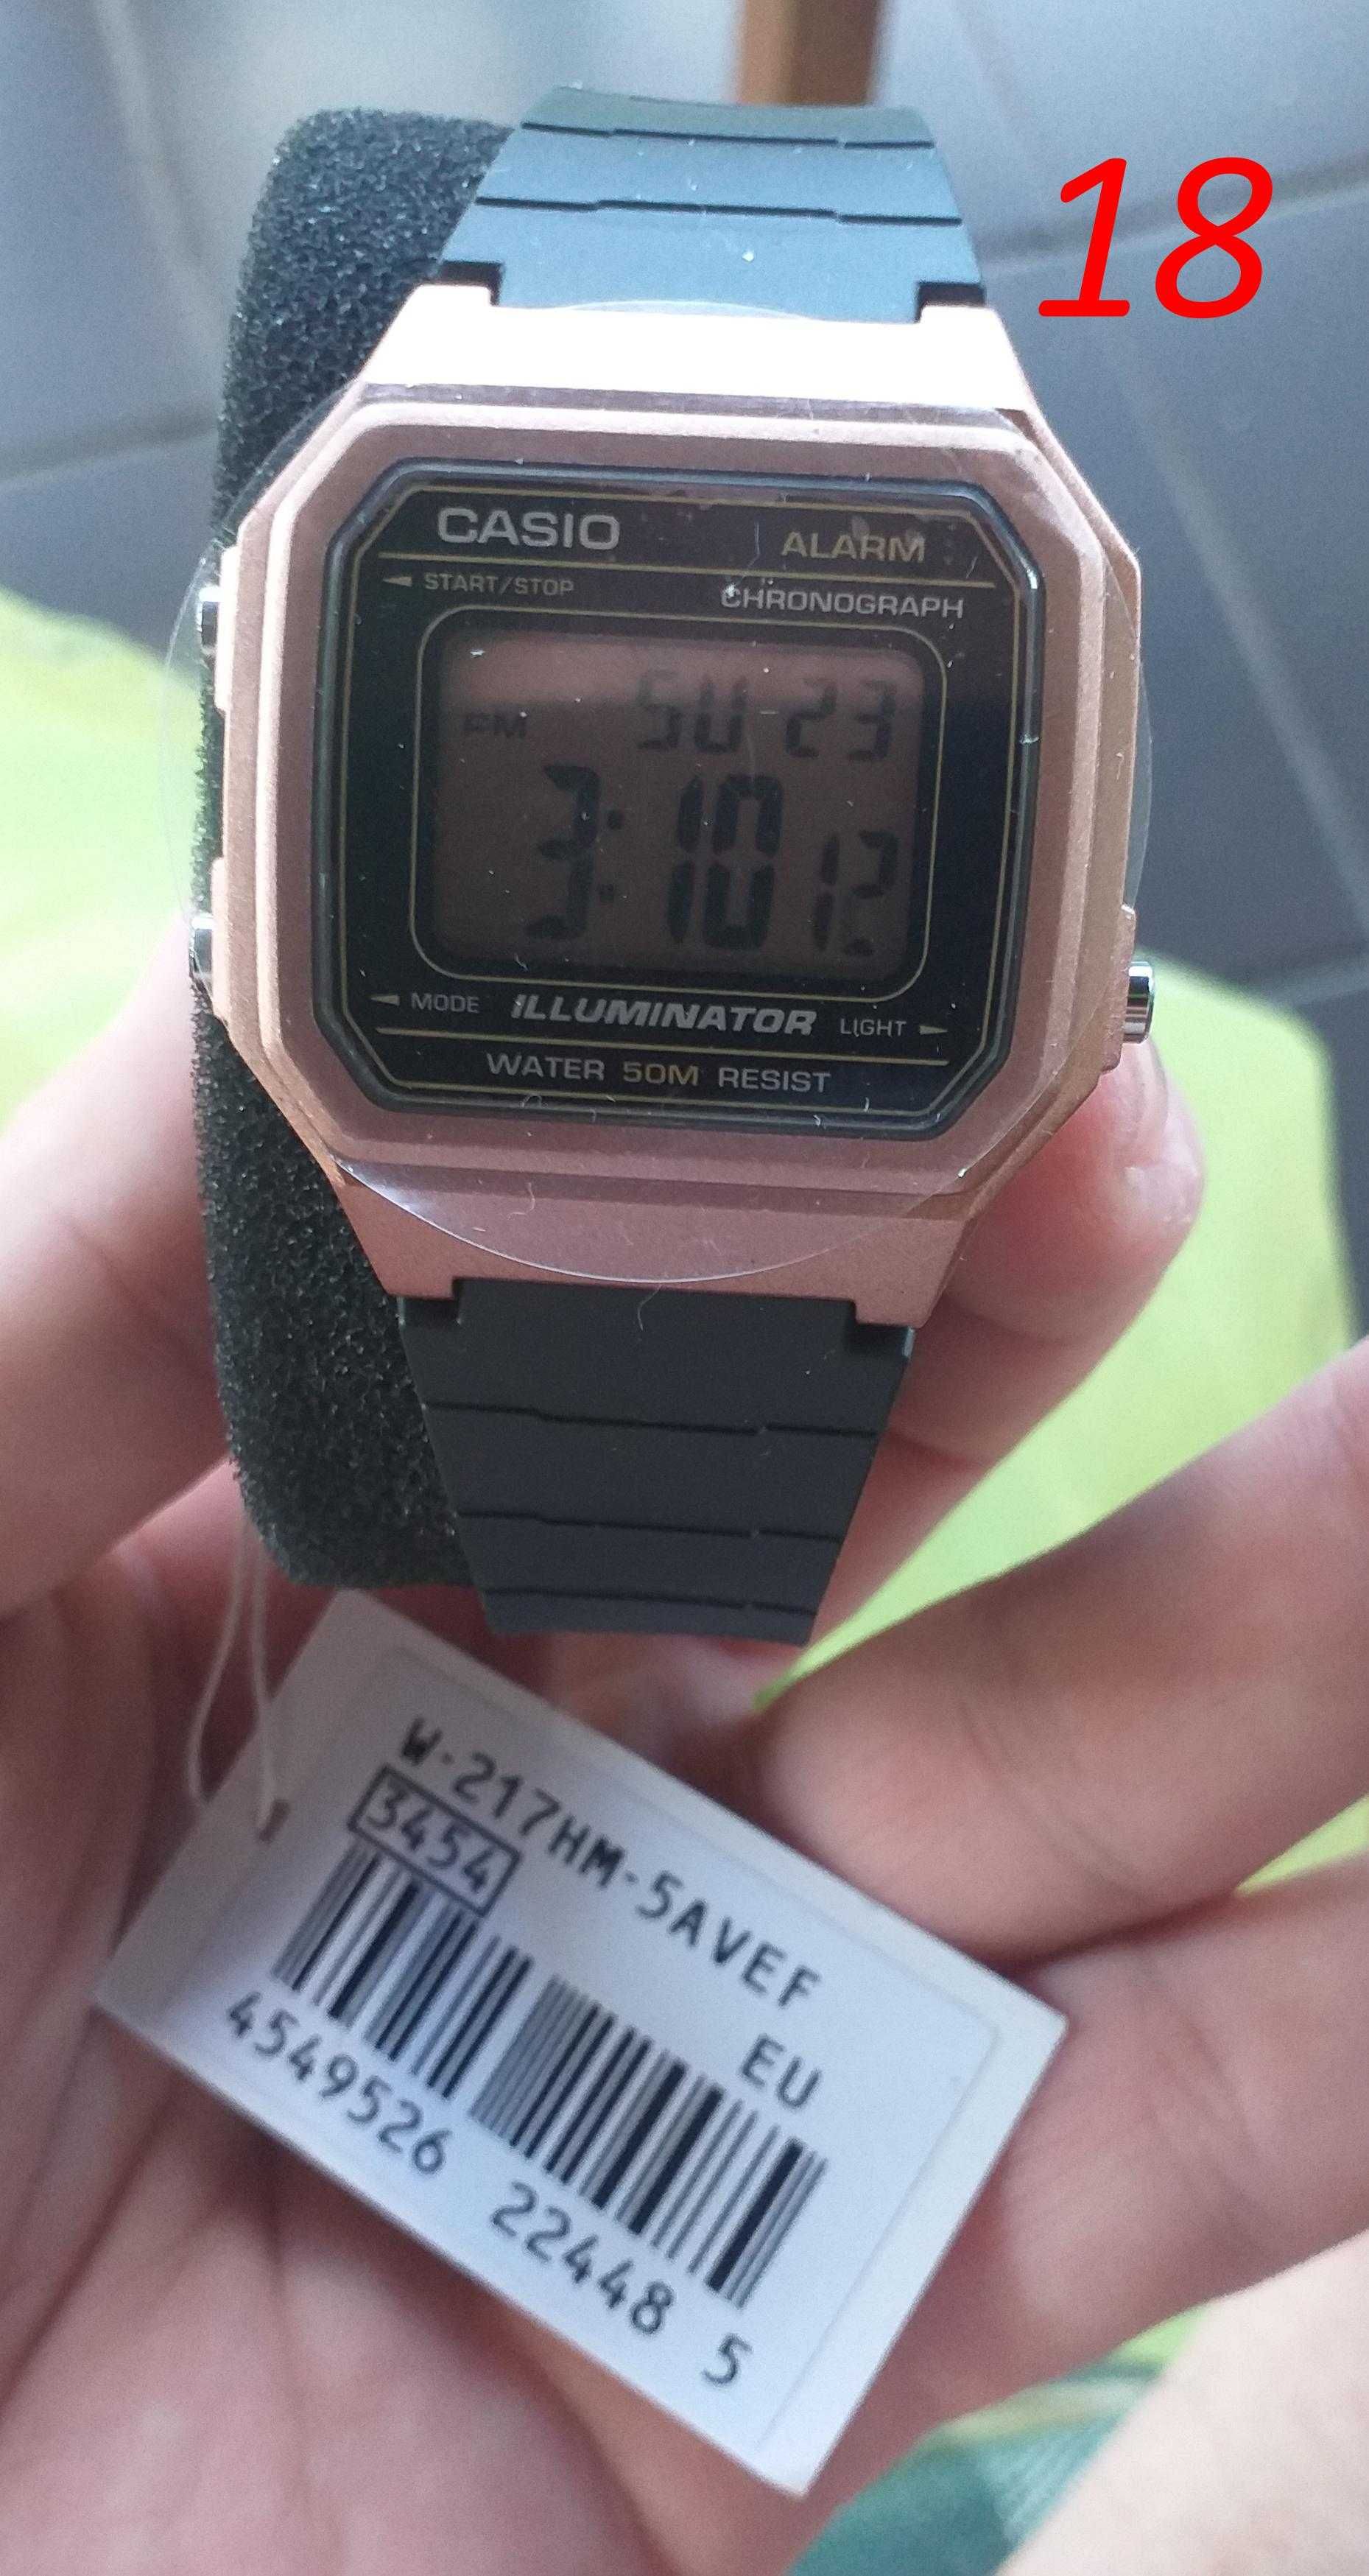 18
CASIO
ALARM
START/STOP
CHRONOGRAPH
SU 23
PM
3:10 12
MODE ILLUMINATOR LIGHT
WATER 50M RESIST
W-217HM-5AVEF
3454
EU
4549526 22448 5